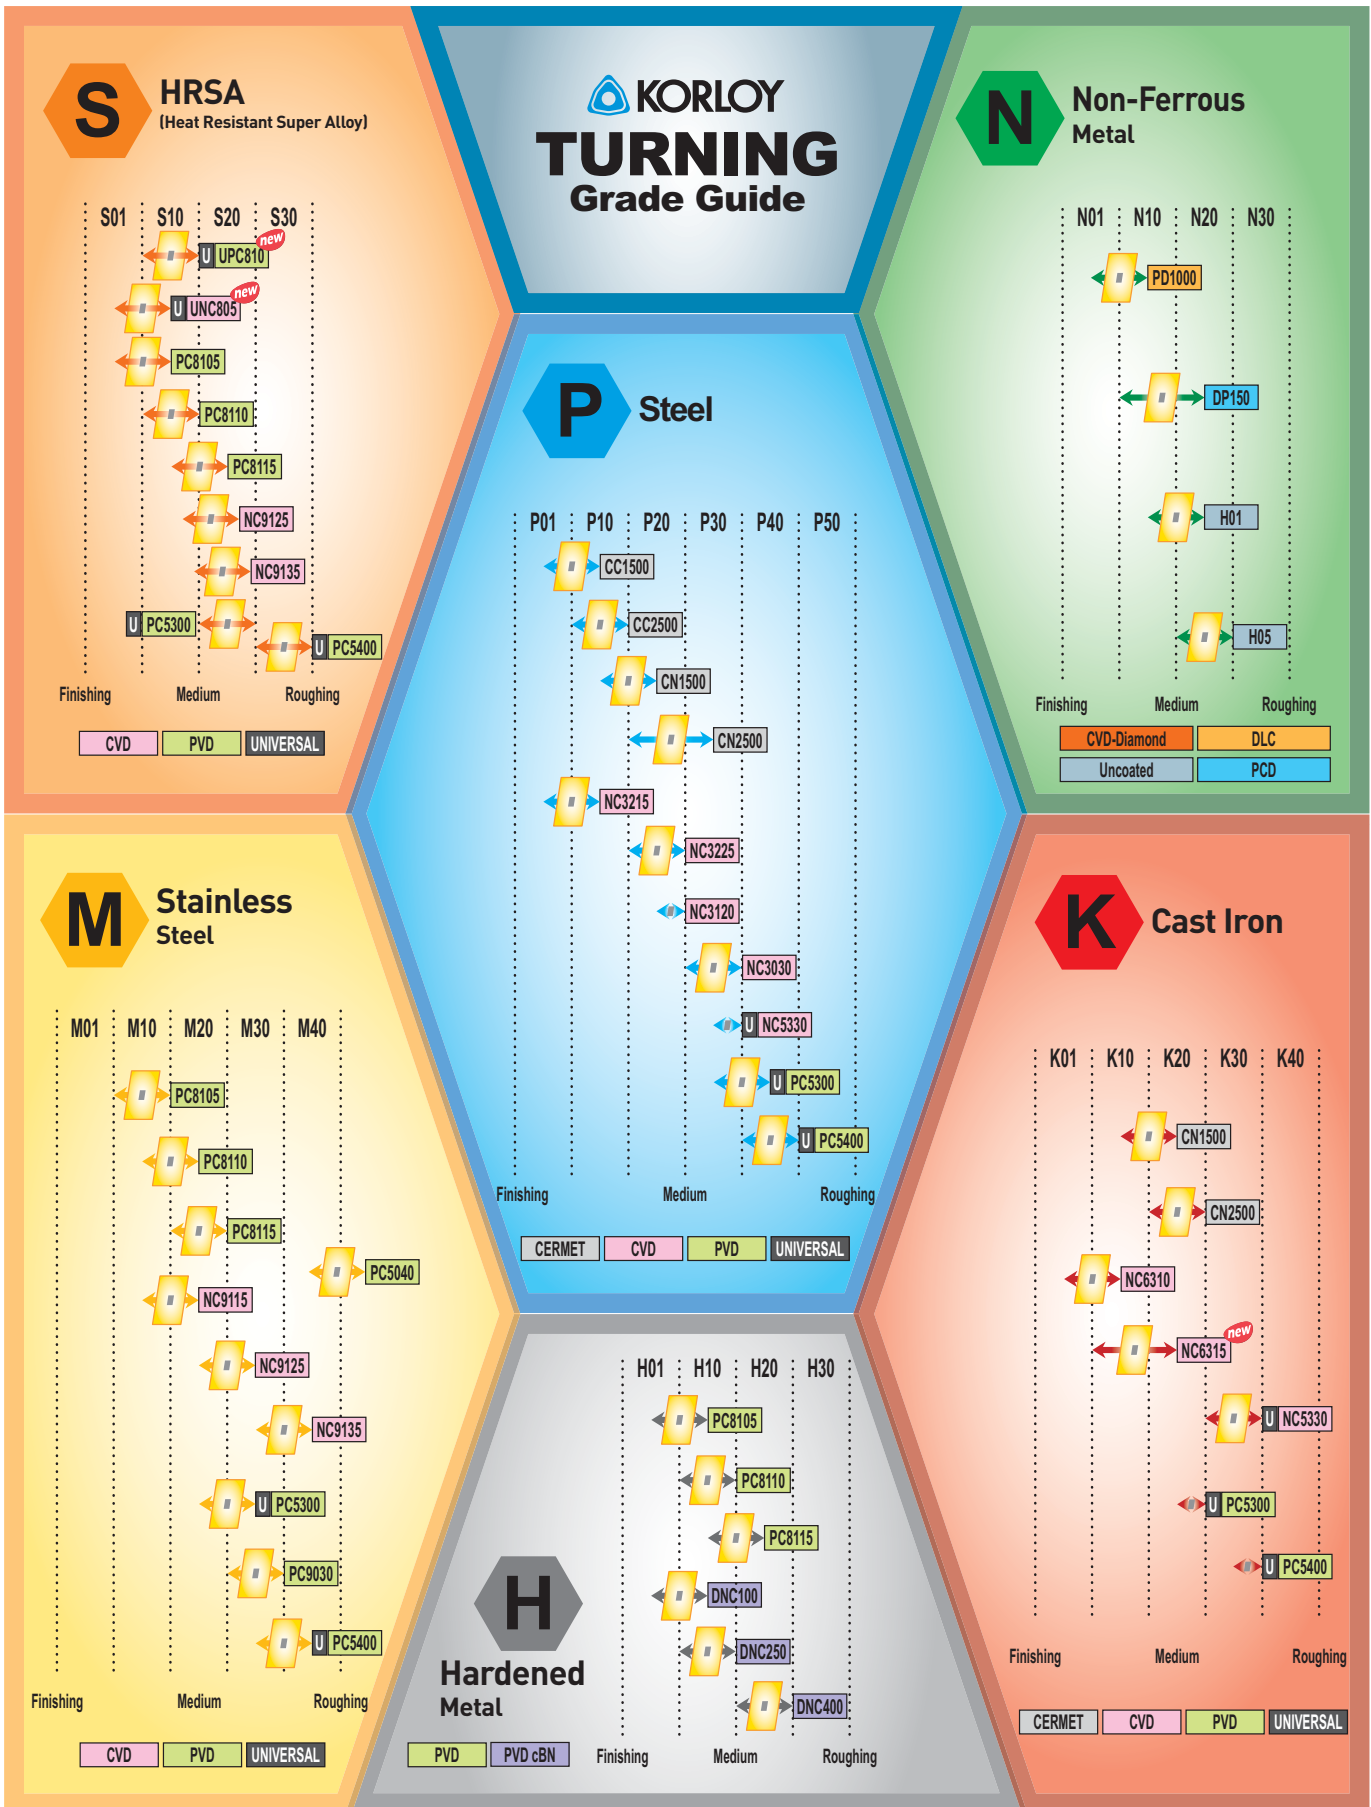 KORLOY
TURNING
Grade Guide
S
HRSA
(Heat Resistant Super Alloy)
S01 S10 S20 S30
U UPC810 new
U UNC805 new
PC8105
PC8110
PC8115
NC9125
NC9135
U PC5300
U PC5400
Finishing Medium Roughing
CVD PVD UNIVERSAL
N
Non-Ferrous
Metal
N01 N10 N20 N30
PD1000
DP150
H01
H05
Finishing Medium Roughing
CVD-Diamond DLC
Uncoated PCD
P
Steel
P01 P10 P20 P30 P40 P50
CC1500
CC2500
CN1500
CN2500
NC3215
NC3225
NC3120
NC3030
U NC5330
U PC5300
U PC5400
Finishing Medium Roughing
CERMET CVD PVD UNIVERSAL
M
Stainless
Steel
M01 M10 M20 M30 M40
PC8105
PC8110
PC8115
PC5040
NC9115
NC9125
NC9135
U PC5300
PC9030
U PC5400
Finishing Medium Roughing
CVD PVD UNIVERSAL
K
Cast Iron
K01 K10 K20 K30 K40
CN1500
CN2500
NC6310
NC6315 new
U NC5330
U PC5300
U PC5400
Finishing Medium Roughing
CERMET CVD PVD UNIVERSAL
H
Hardened
Metal
H01 H10 H20 H30
PC8105
PC8110
PC8115
DNC100
DNC250
DNC400
Finishing Medium Roughing
PVD PVD cBN